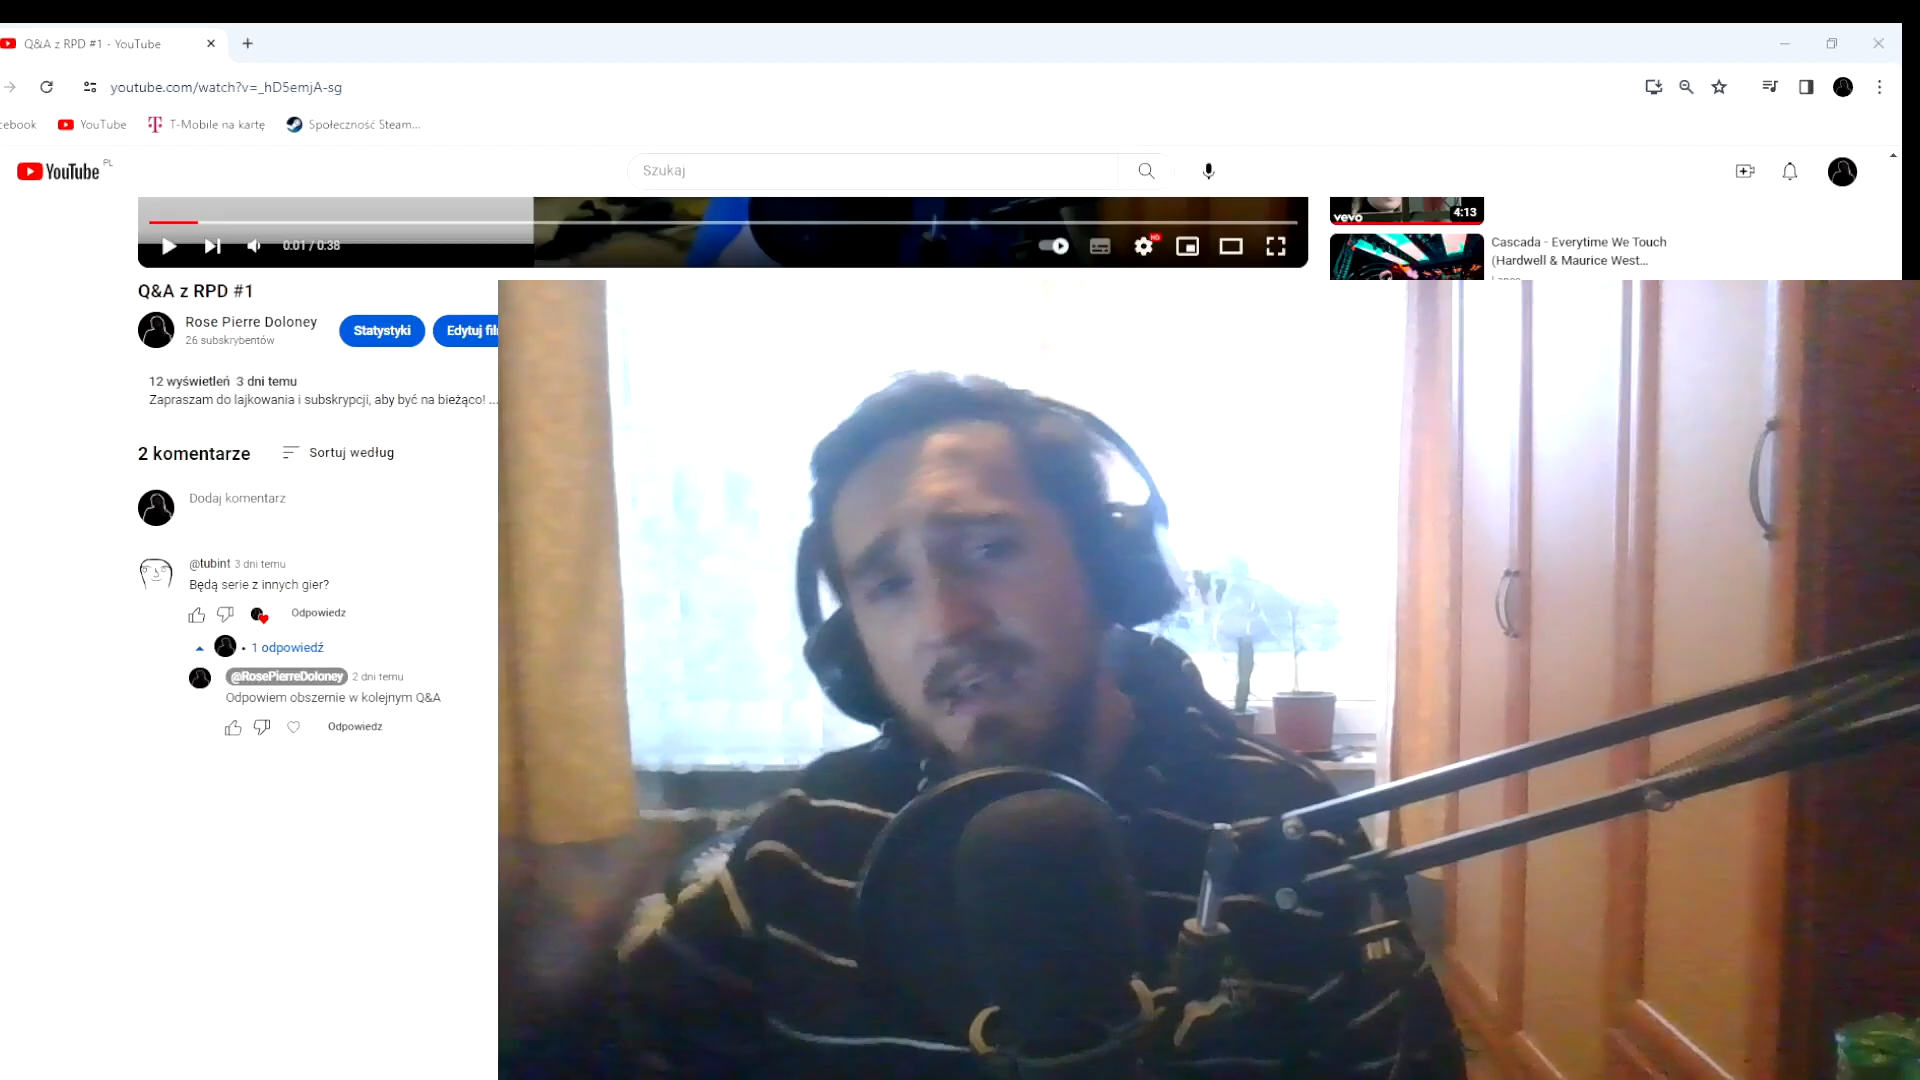 Q&A z RPD #1 - YouTube
youtube.com/watch?v=_hD5emjA-sg
cebook
YouTube
T-Mobile na kartę
Społeczność Steam...
YouTube PL
Szukaj
0:01 / 0:38
HD
vevo
4:13
Cascada - Everytime We Touch
(Hardwell & Maurice West...
Q&A z RPD #1
Rose Pierre Doloney
26 subskrybentów
Statystyki
Edytuj fil
12 wyświetleń 3 dni temu
Zapraszam do lajkowania i subskrypcji, aby być na bieżąco! ...
2 komentarze
Sortuj według
Dodaj komentarz
@tubint 3 dni temu
Będą serie z innych gier?
Odpowiedz
• 1 odpowiedź
@RosePierreDoloney 2 dni temu
Odpowiem obszernie w kolejnym Q&A
Odpowiedz